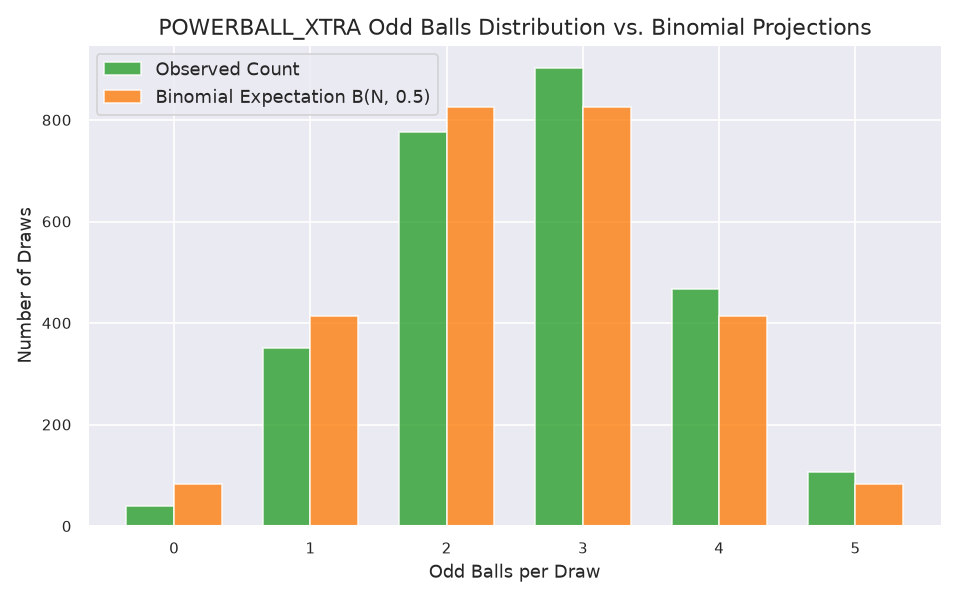 POWERBALL_XTRA Odd Balls Distribution vs. Binomial Projections
Observed Count
Binomial Expectation B(N, 0.5)
Number of Draws
800
600
400
200
0
0 1 2 3 4 5
Odd Balls per Draw